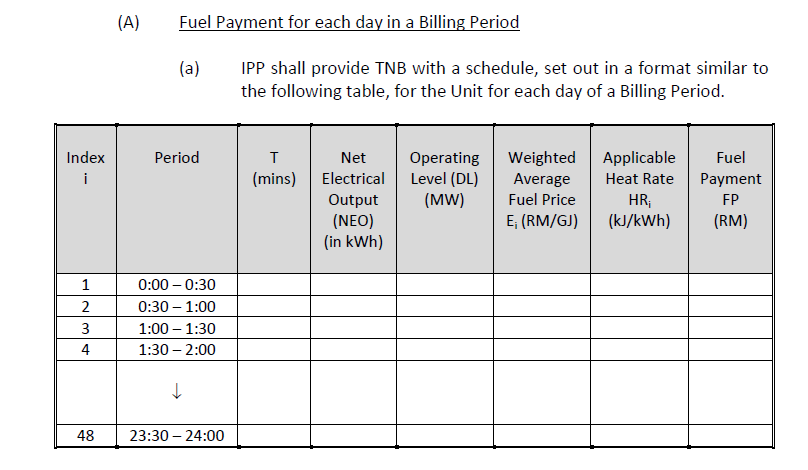 (A) Fuel Payment for each day in a Billing Period
(a) IPP shall provide TNB with a schedule, set out in a format similar to
the following table, for the Unit for each day of a Billing Period.
Index Period T Net Operating Weighted Applicable Fuel
i (mins) Electrical Level (DL) Average Heat Rate Payment
Output (MW) Fuel Price HRⱼ FP
(NEO) Eⱼ (RM/GJ) (kJ/kWh) (RM)
(in kWh)
1 0:00 – 0:30
2 0:30 – 1:00
3 1:00 – 1:30
4 1:30 – 2:00
↓
48 23:30 – 24:00